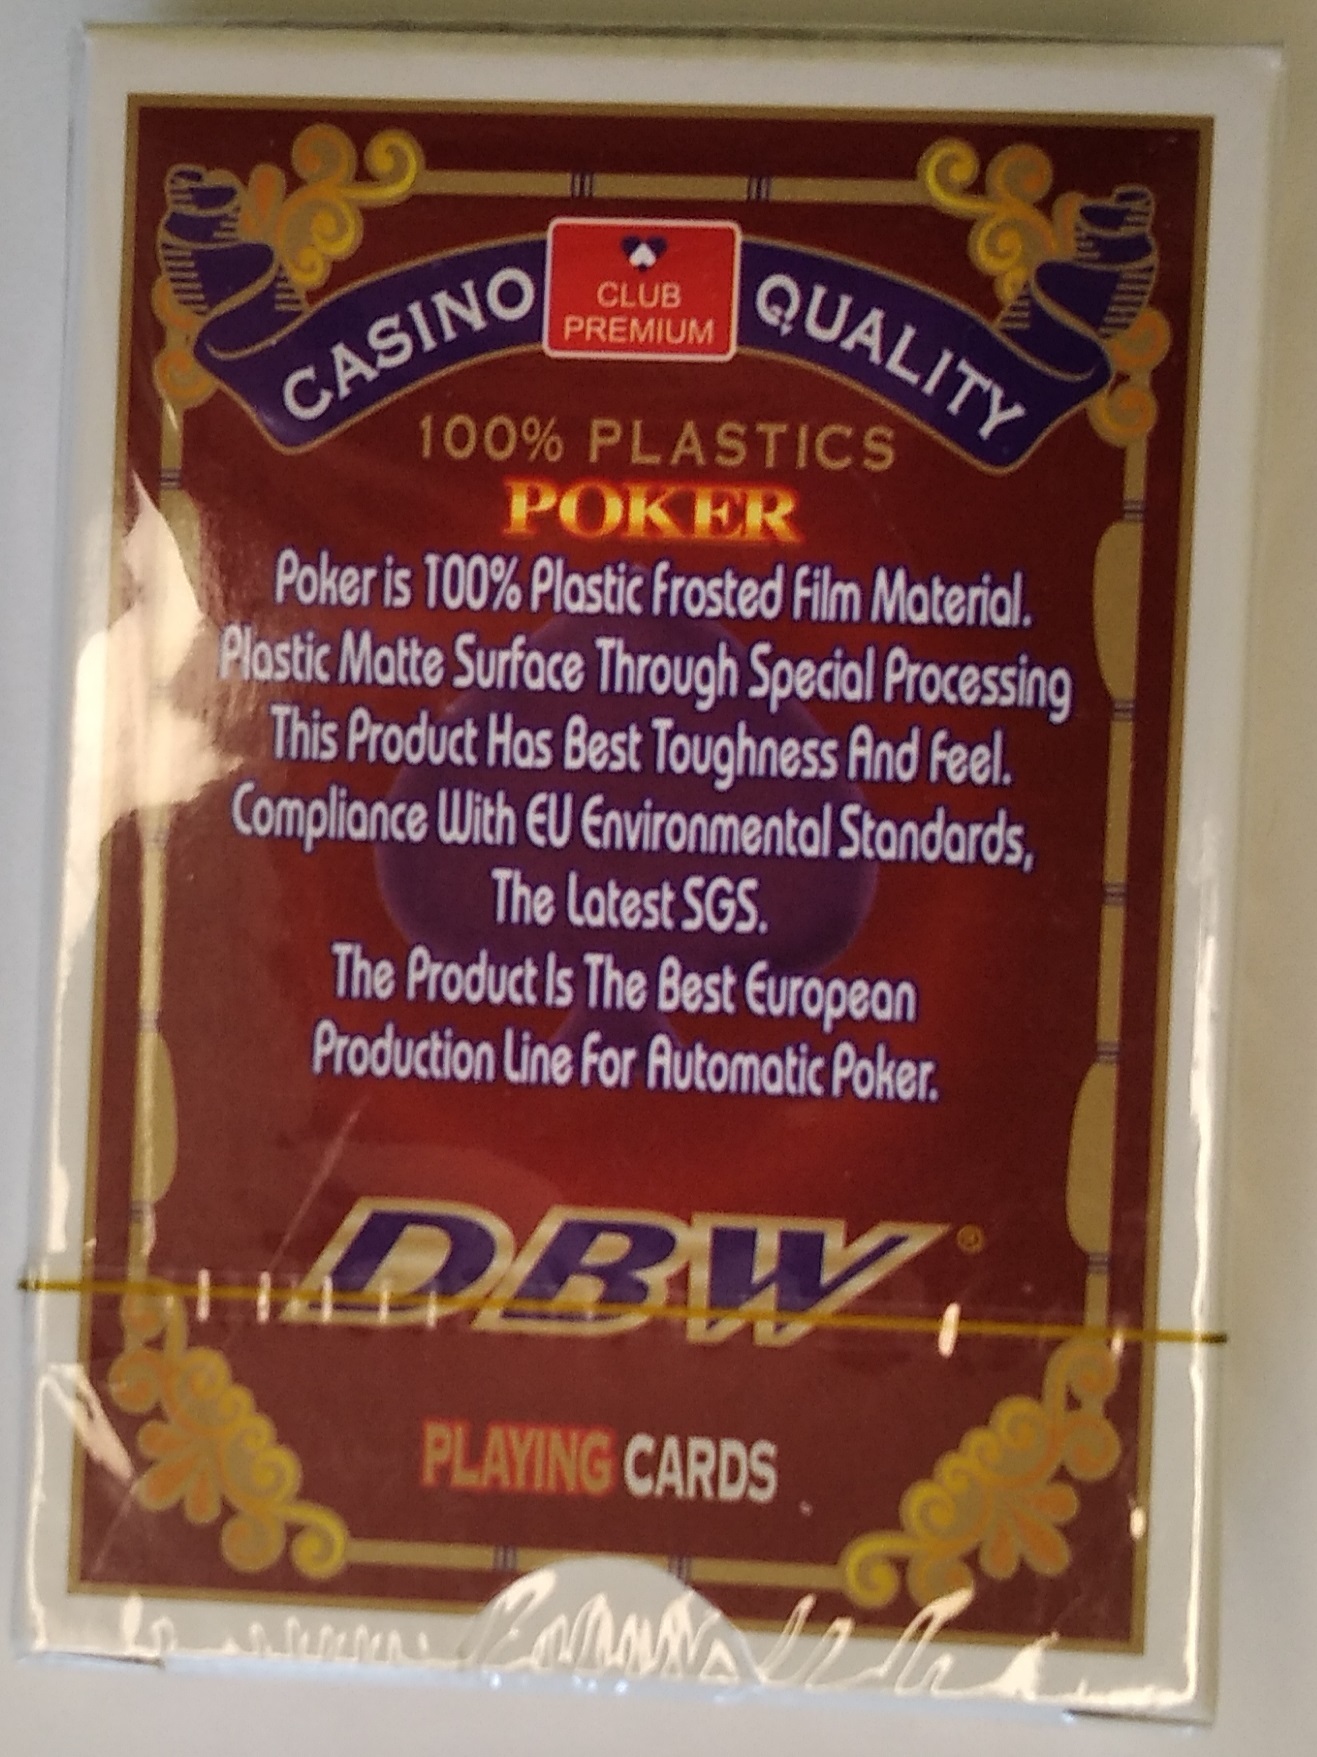 CASINO QUALITY
CLUB
PREMIUM
100% PLASTICS
POKER
Poker is 100% Plastic Frosted Film Material.
Plastic Matte Surface Through Special Processing
This Product Has Best Toughness And Feel.
Compliance With EU Environmental Standards,
The Latest SGS.
The Product Is The Best European
Production Line For Automatic Poker.
DBW®
PLAYING CARDS